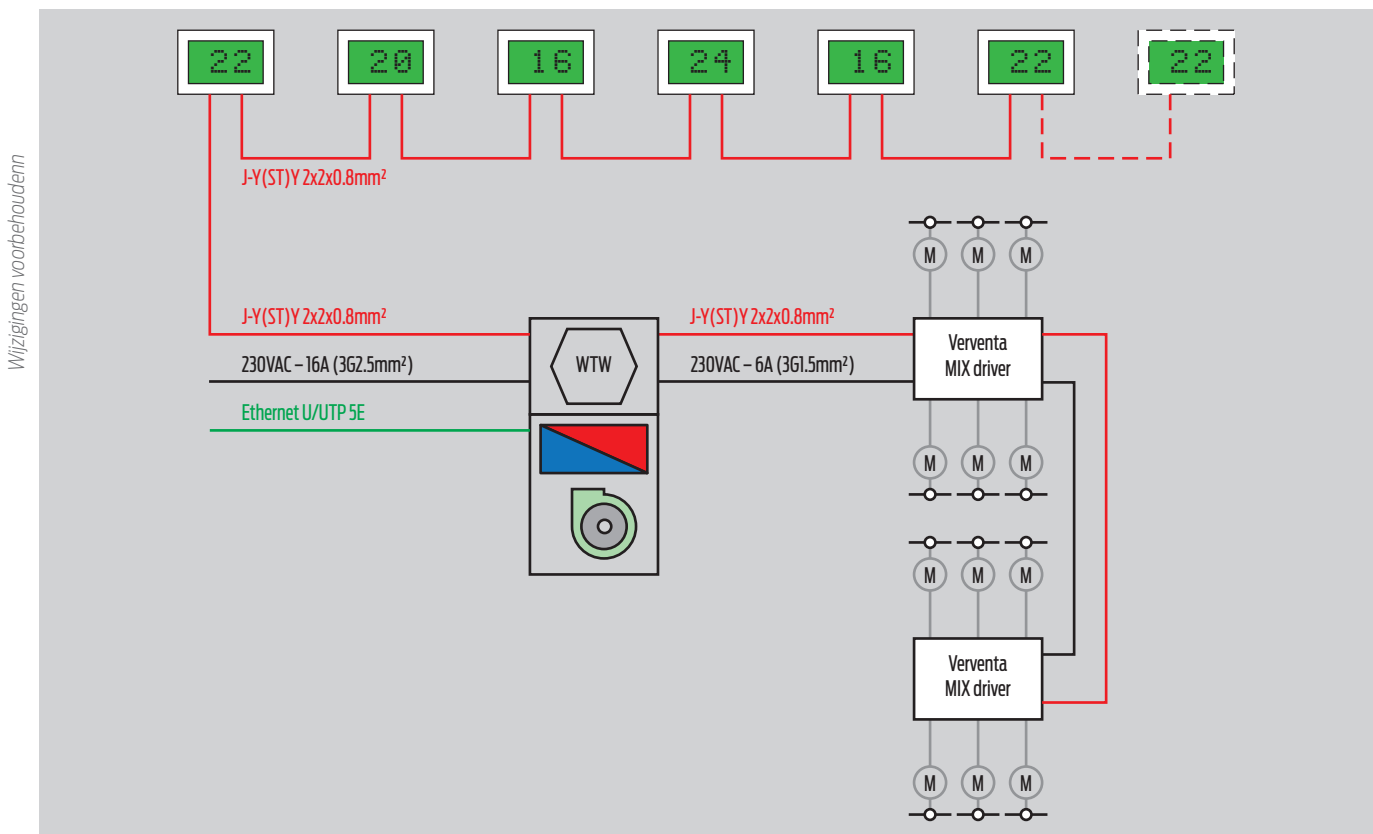 22 20 16 24 16 22 22
J-Y(ST)Y 2x2x0.8mm²
Wijzigingen voorbehoudenn
M M M
J-Y(ST)Y 2x2x0.8mm²
J-Y(ST)Y 2x2x0.8mm²
230VAC – 16A (3G2.5mm²)
WTW
230VAC – 6A (3G1.5mm²)
Verventa
MIX driver
Ethernet U/UTP 5E
M M M
M M M
Verventa
MIX driver
M M M